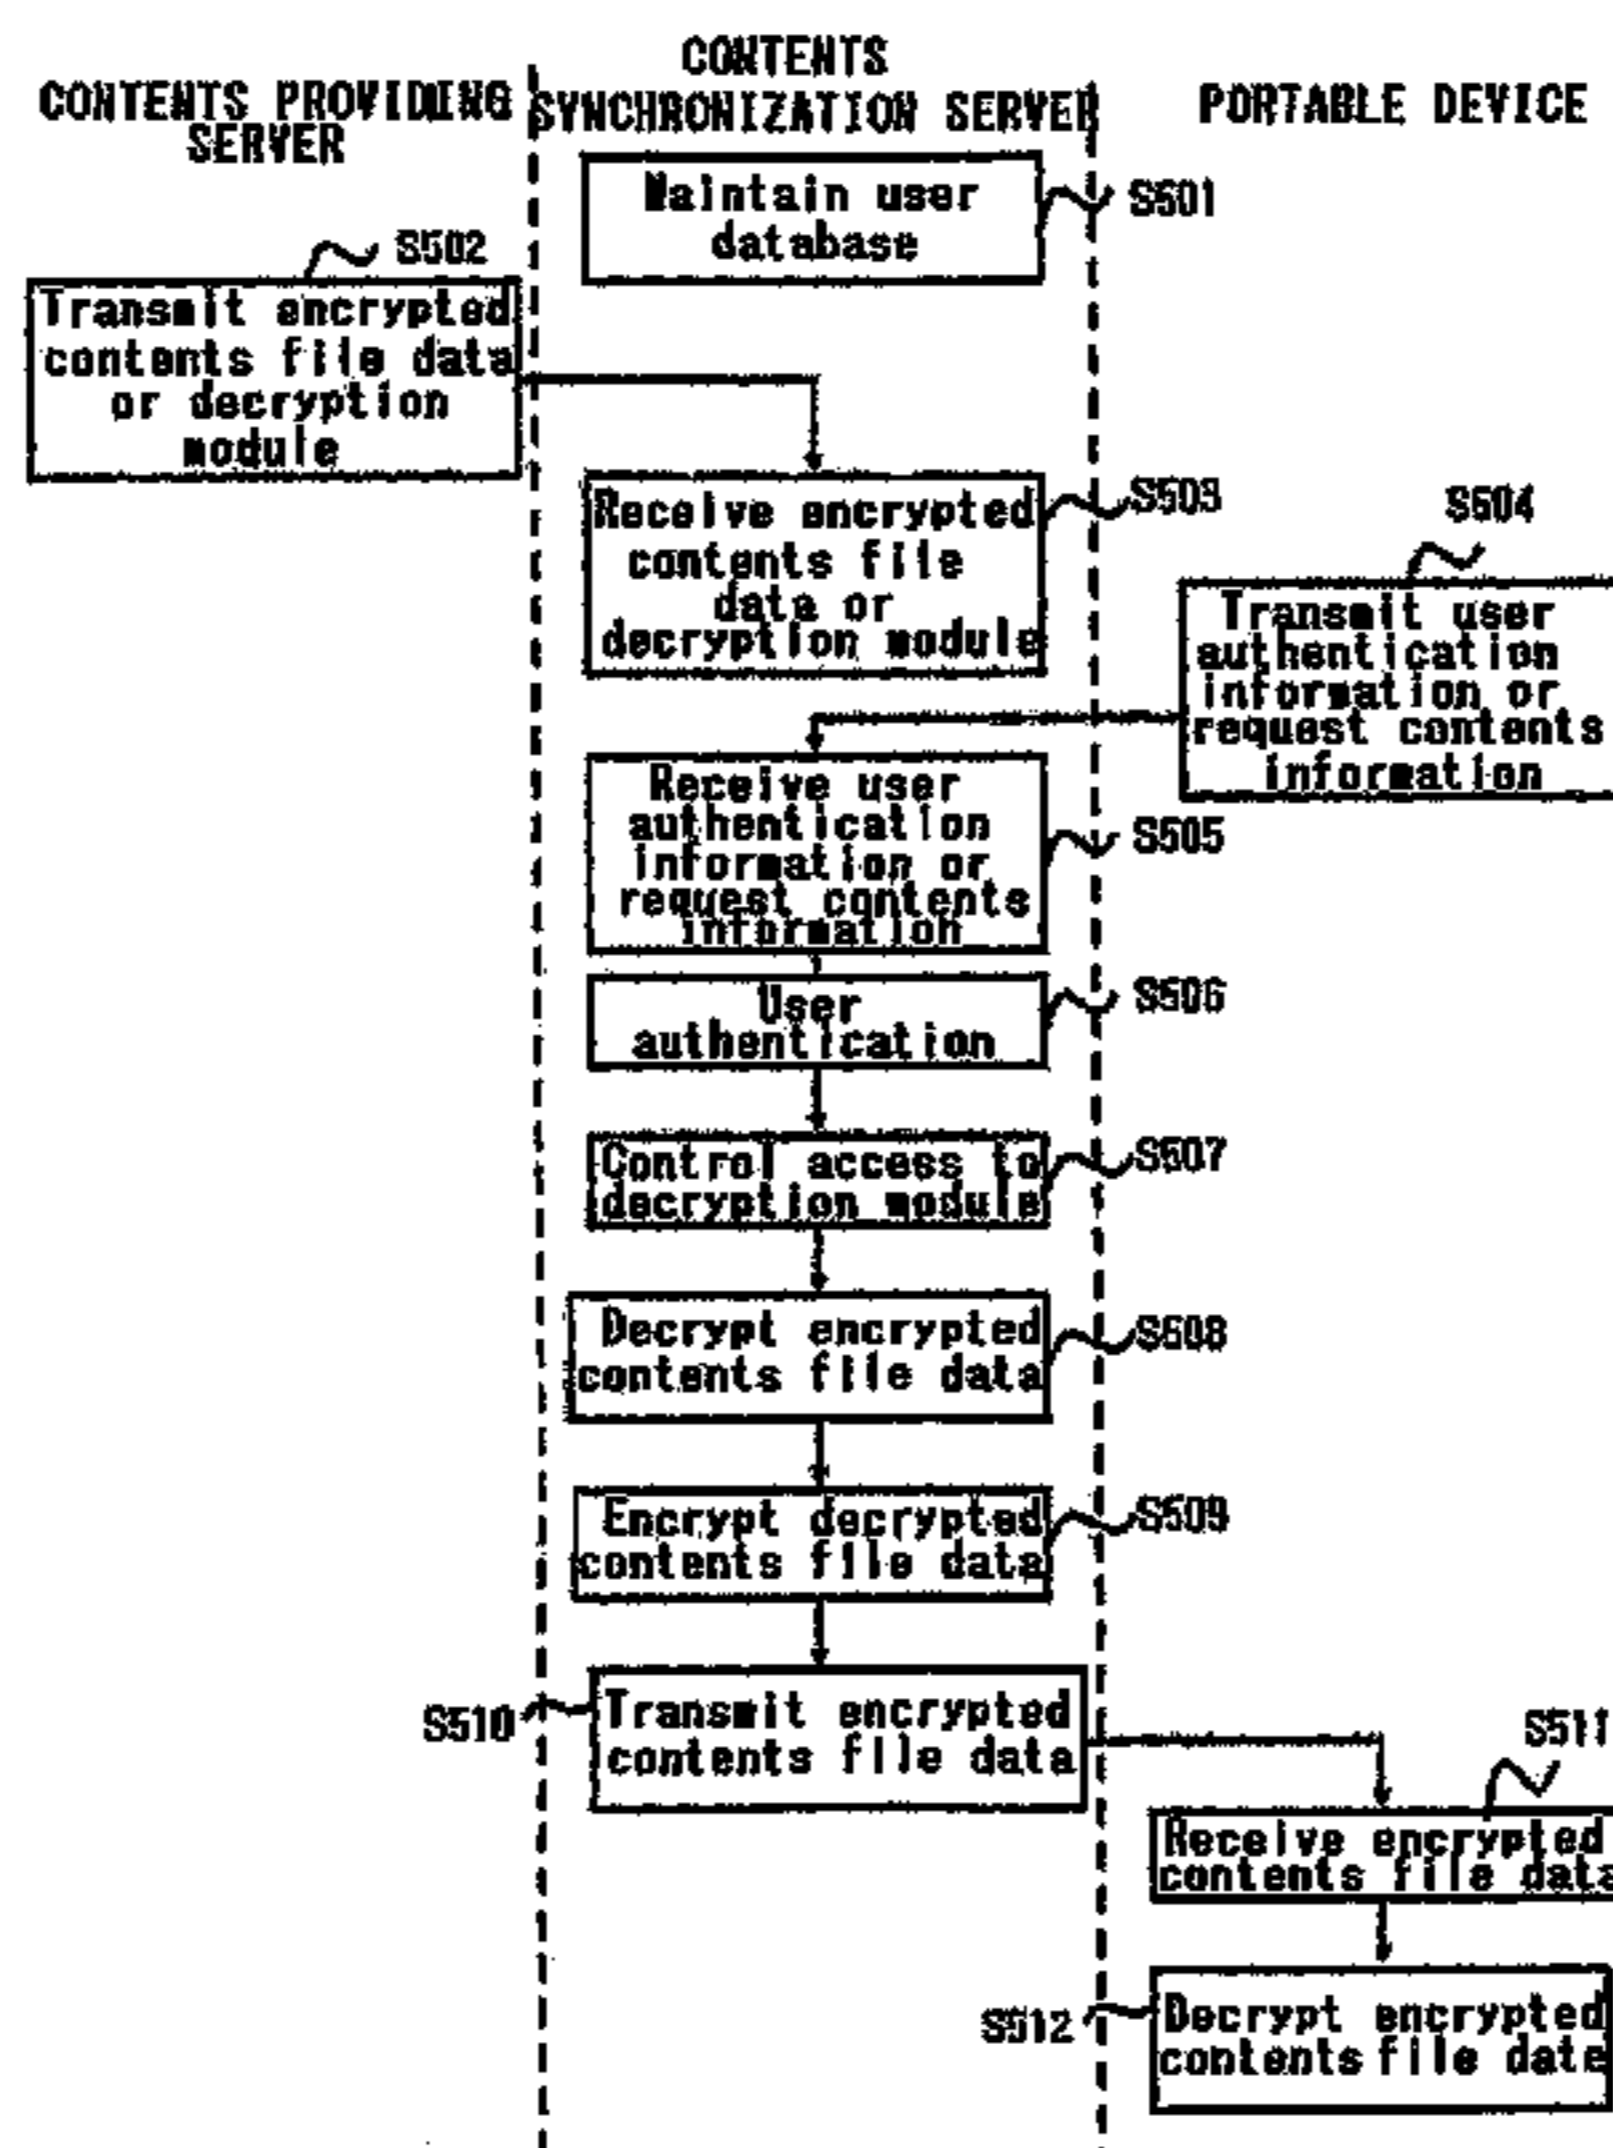 CONTENTS PROVIDING
SERVER
CONTENTS
SYNCHRONIZATION SERVER
PORTABLE DEVICE
Maintain user
database
S501
S502
Transmit encrypted
contents file data
or decryption
module
Receive encrypted
contents file
data or
decryption module
S503
S504
Transmit user
authentication
information or
request contents
information
Receive user
authentication
information or
request contents
information
S505
User
authentication
S506
Control access to
decryption module
S507
Decrypt encrypted
contents file data
S508
Encrypt decrypted
contents file data
S509
S510
Transmit encrypted
contents file data
S511
Receive encrypted
contents file data
S512
Decrypt encrypted
contents file date